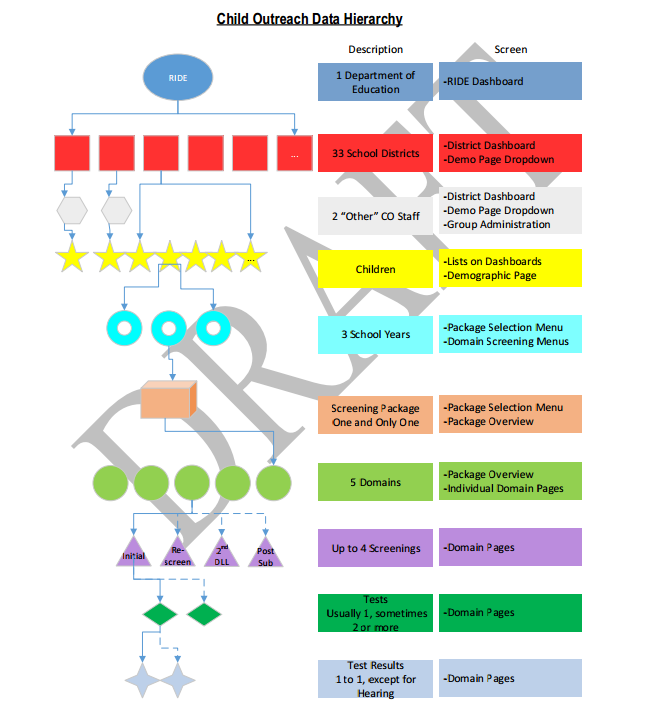 Child Outreach Data Hierarchy
Description
Screen
RIDE
1 Department of
Education
-RIDE Dashboard
...
33 School Districts
-District Dashboard
-Demo Page Dropdown
2 “Other” CO Staff
-District Dashboard
-Demo Page Dropdown
-Group Administration
...
Children
-Lists on Dashboards
-Demographic Page
3 School Years
-Package Selection Menu
-Domain Screening Menus
Screening Package
One and Only One
-Package Selection Menu
-Package Overview
5 Domains
-Package Overview
-Individual Domain Pages
Initial
Re-
screen
2nd
DLL
Post
Sub
Up to 4 Screenings
-Domain Pages
Tests
Usually 1, sometimes
2 or more
-Domain Pages
Test Results
1 to 1, except for
Hearing
-Domain Pages
DRAFT